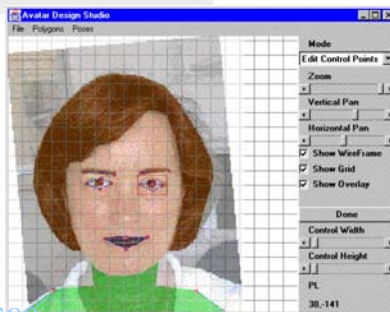 Avatar Design Studio
File Polygons Poses
Mode
Edit Control Points
Zoom
Vertical Pan
Horizontal Pan
Show WireFrame
Show Grid
Show Overlay
Done
Control Width
Control Height
PL
30,-141